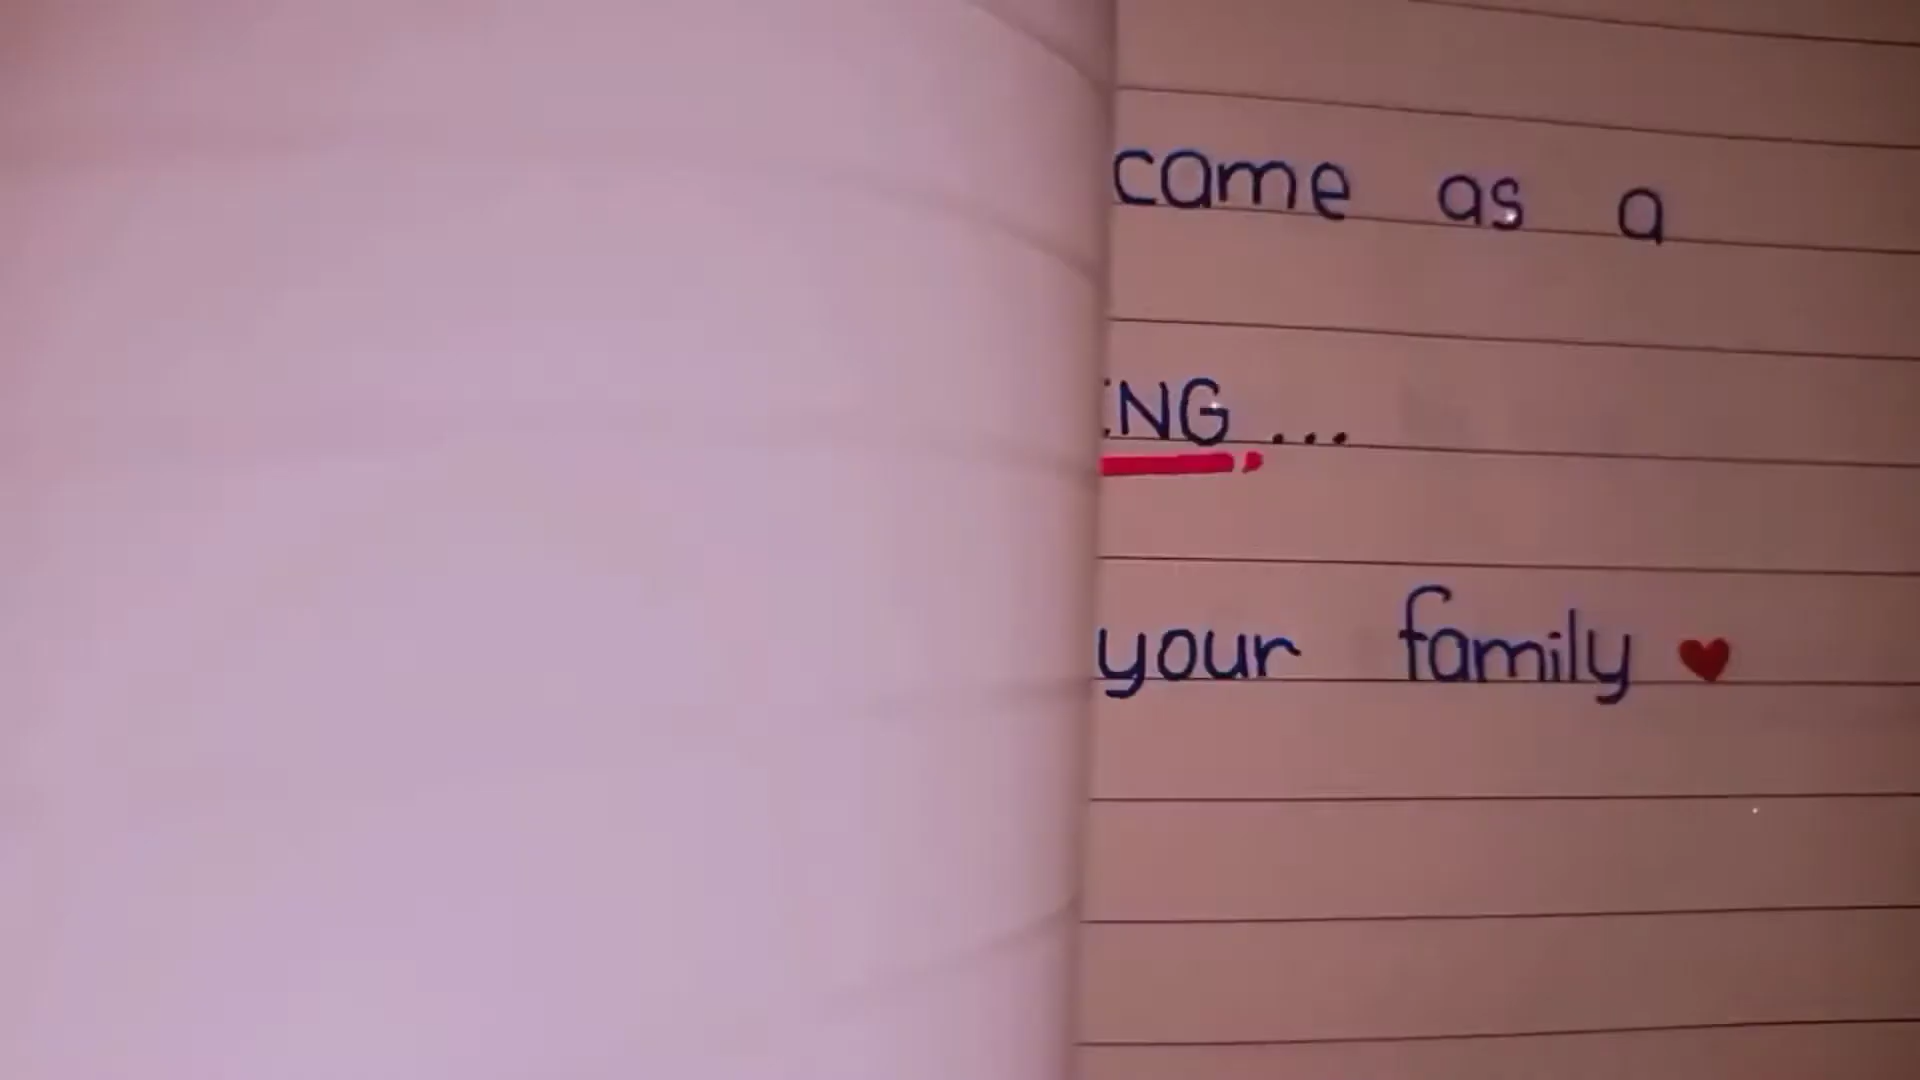 came as a
NG ...
your family ♥